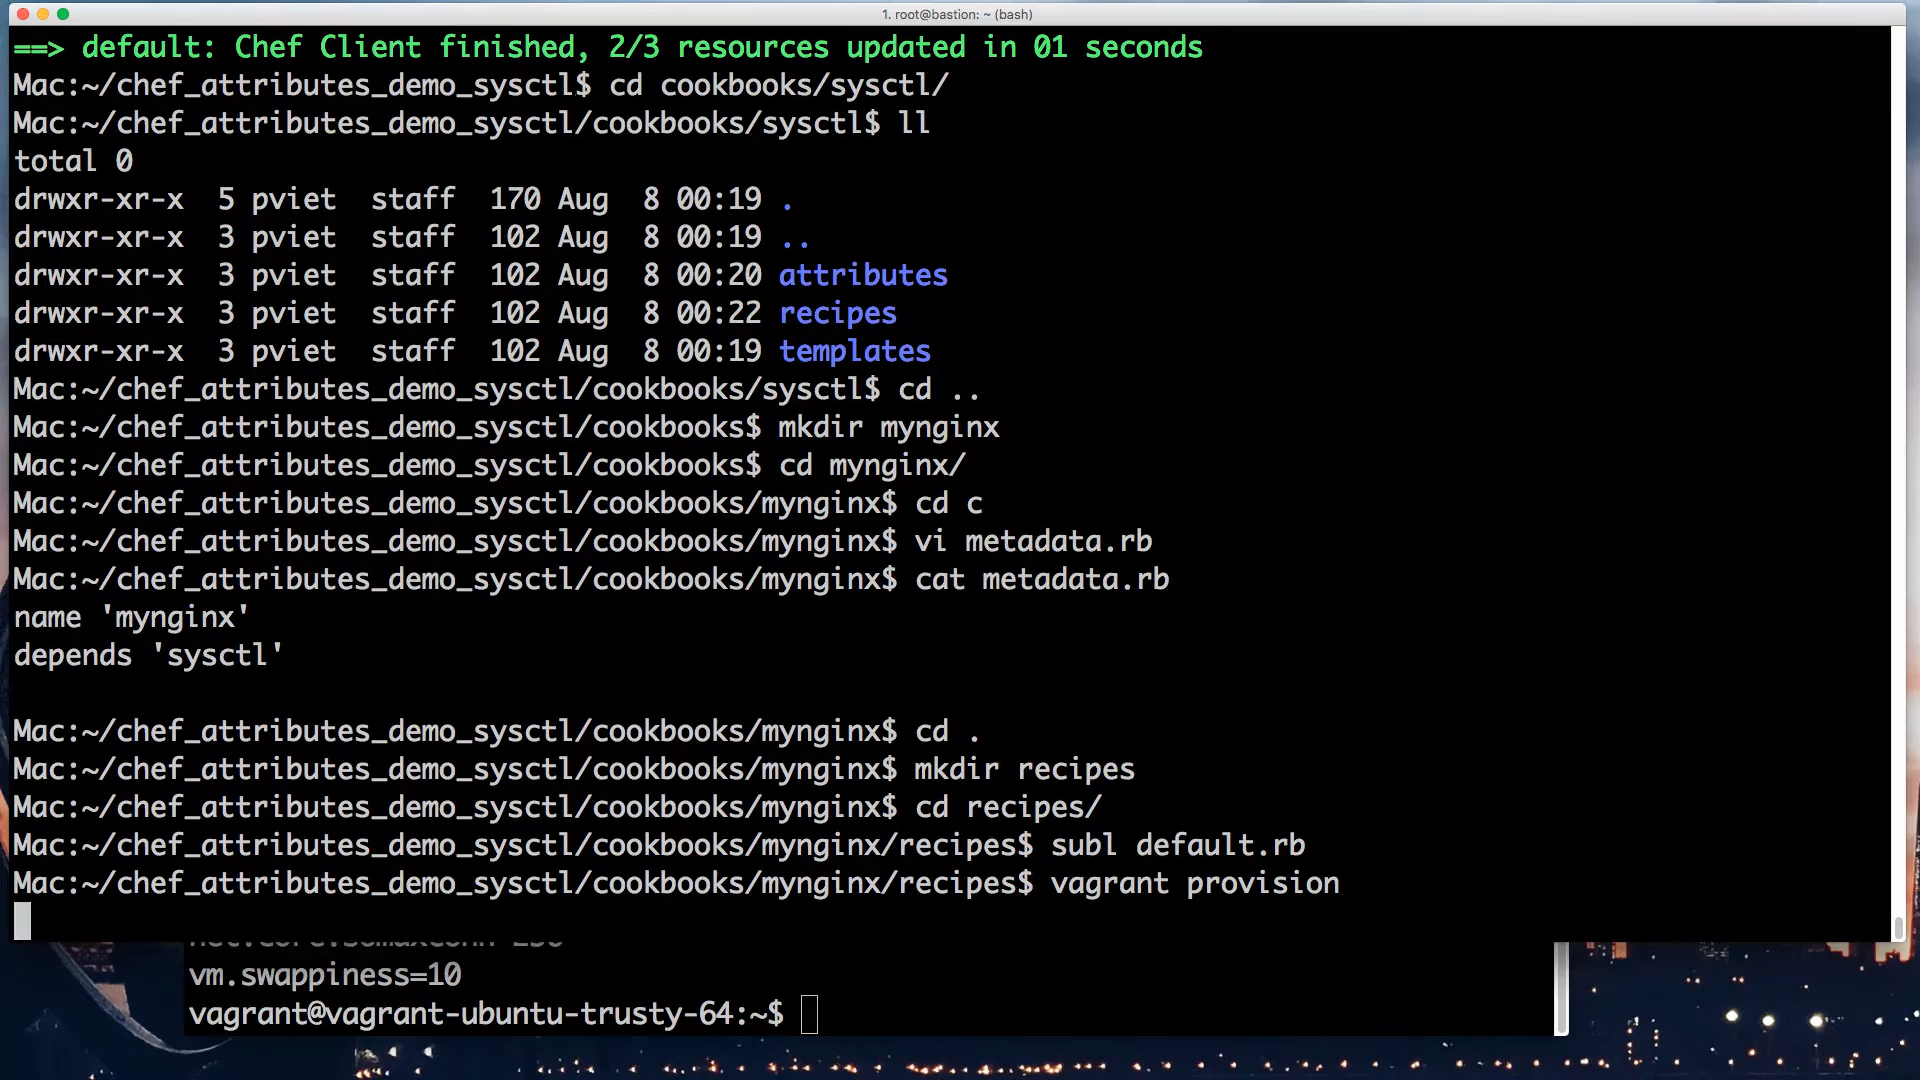 1. root@bastion: ~ (bash)
==> default: Chef Client finished, 2/3 resources updated in 01 seconds
Mac:~/chef_attributes_demo_sysctl$ cd cookbooks/sysctl/
Mac:~/chef_attributes_demo_sysctl/cookbooks/sysctl$ ll
total 0
drwxr-xr-x  5 pviet  staff  170 Aug  8 00:19 .
drwxr-xr-x  3 pviet  staff  102 Aug  8 00:19 ..
drwxr-xr-x  3 pviet  staff  102 Aug  8 00:20 attributes
drwxr-xr-x  3 pviet  staff  102 Aug  8 00:22 recipes
drwxr-xr-x  3 pviet  staff  102 Aug  8 00:19 templates
Mac:~/chef_attributes_demo_sysctl/cookbooks/sysctl$ cd ..
Mac:~/chef_attributes_demo_sysctl/cookbooks$ mkdir mynginx
Mac:~/chef_attributes_demo_sysctl/cookbooks$ cd mynginx/
Mac:~/chef_attributes_demo_sysctl/cookbooks/mynginx$ cd c
Mac:~/chef_attributes_demo_sysctl/cookbooks/mynginx$ vi metadata.rb
Mac:~/chef_attributes_demo_sysctl/cookbooks/mynginx$ cat metadata.rb
name 'mynginx'
depends 'sysctl'
Mac:~/chef_attributes_demo_sysctl/cookbooks/mynginx$ cd .
Mac:~/chef_attributes_demo_sysctl/cookbooks/mynginx$ mkdir recipes
Mac:~/chef_attributes_demo_sysctl/cookbooks/mynginx$ cd recipes/
Mac:~/chef_attributes_demo_sysctl/cookbooks/mynginx/recipes$ subl default.rb
Mac:~/chef_attributes_demo_sysctl/cookbooks/mynginx/recipes$ vagrant provision
vm.swappiness=10
vagrant@vagrant-ubuntu-trusty-64:~$